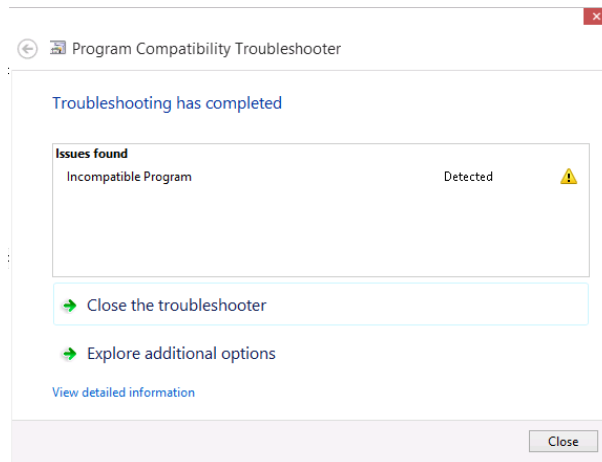 Program Compatibility Troubleshooter
Troubleshooting has completed
Issues found
Incompatible Program Detected
Close the troubleshooter
Explore additional options
View detailed information
Close